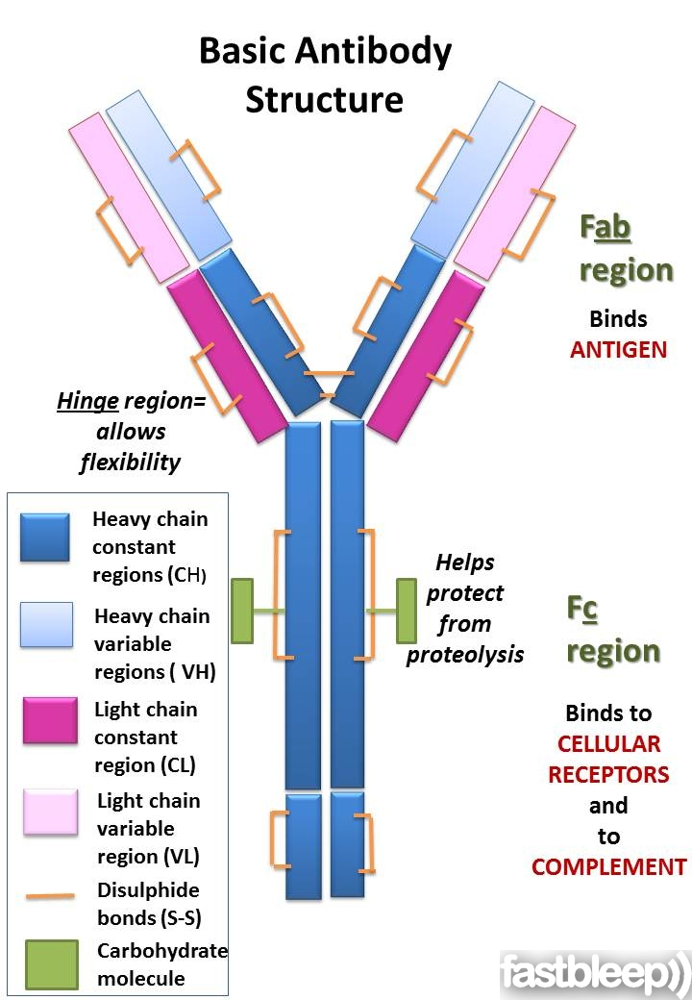 Basic Antibody
Structure
Fab
region
Binds
ANTIGEN
Hinge region=
allows
flexibility
Heavy chain
constant
regions (CH)
Heavy chain
variable
regions ( VH)
Light chain
constant
region (CL)
Light chain
variable
region (VL)
Disulphide
bonds (S-S)
Carbohydrate
molecule
Helps
protect
from
proteolysis
Fc
region
Binds to
CELLULAR
RECEPTORS
and
to
COMPLEMENT
fastbleep